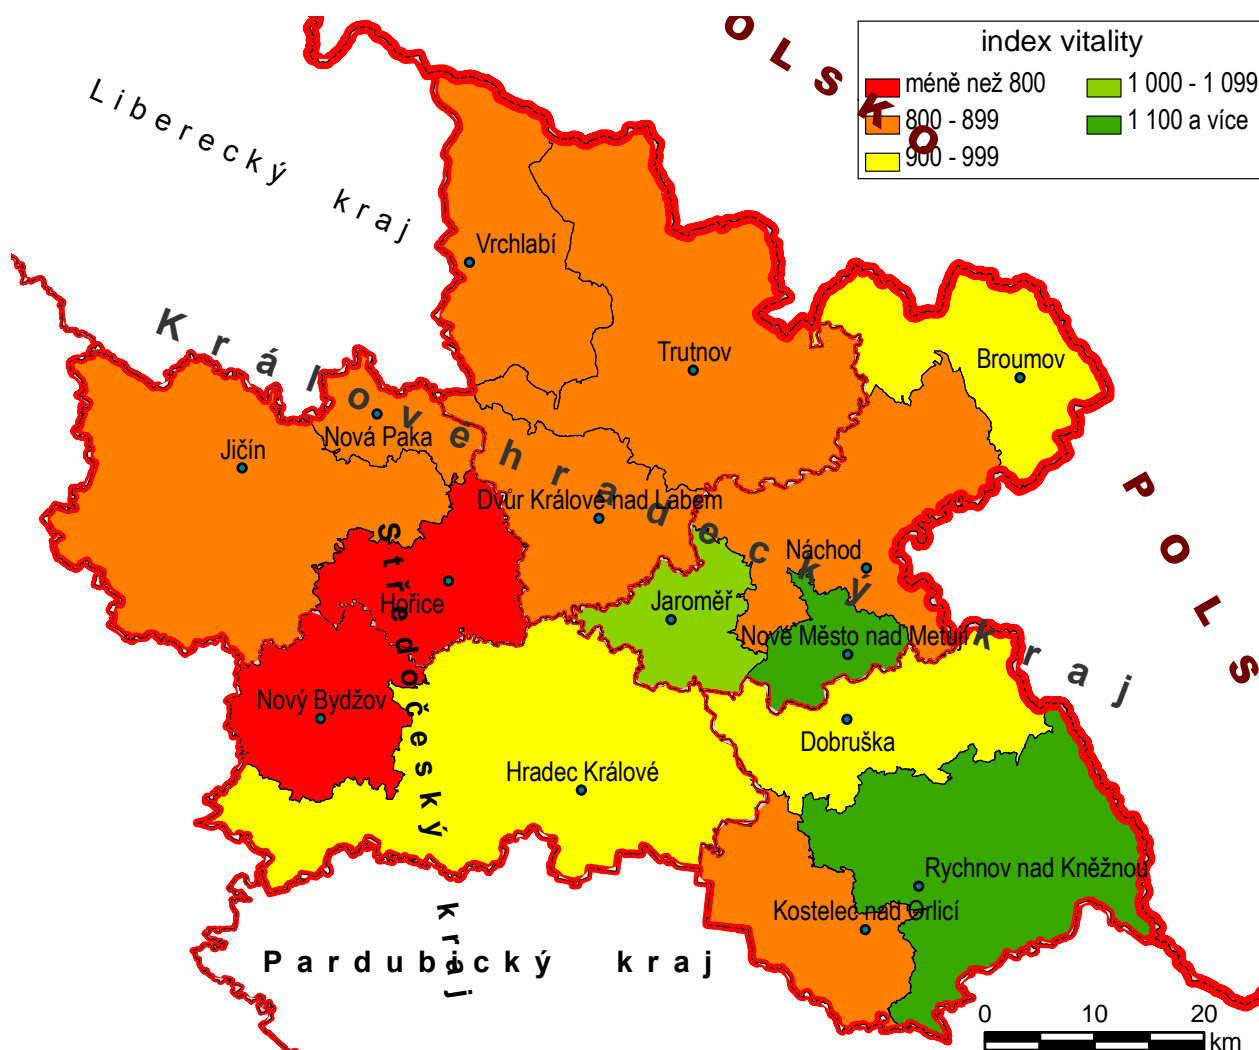 index vitality
méně než 800
800 - 899
900 - 999
1 000 - 1 099
1 100 a více
OLSKO
Liberecký kraj
Královéhradecký kraj
Vrchlabí
Trutnov
Broumov
Nová Paka
Jičín
Dvůr Králové nad Labem
POLS
Náchod
Hořice
Jaroměř
Nové Město nad Metují
Středočeský kraj
Nový Bydžov
Dobruška
Hradec Králové
Rychnov nad Kněžnou
Kostelec nad Orlicí
Pardubický kraj
0 10 20
km